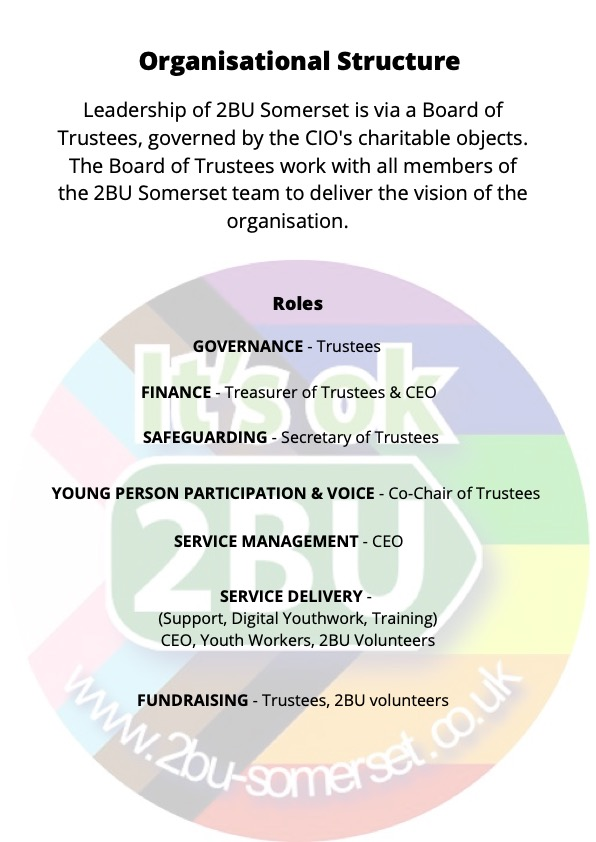 Organisational Structure
Leadership of 2BU Somerset is via a Board of
Trustees, governed by the CIO's charitable objects.
The Board of Trustees work with all members of
the 2BU Somerset team to deliver the vision of the
organisation.
Roles
GOVERNANCE - Trustees
It's ok
FINANCE - Treasurer of Trustees & CEO
SAFEGUARDING - Secretary of Trustees
YOUNG PERSON PARTICIPATION & VOICE - Co-Chair of Trustees
2BU
SERVICE MANAGEMENT - CEO
SERVICE DELIVERY -
(Support, Digital Youthwork, Training)
CEO, Youth Workers, 2BU Volunteers
FUNDRAISING - Trustees, 2BU volunteers
www.2bu-somerset.co.uk